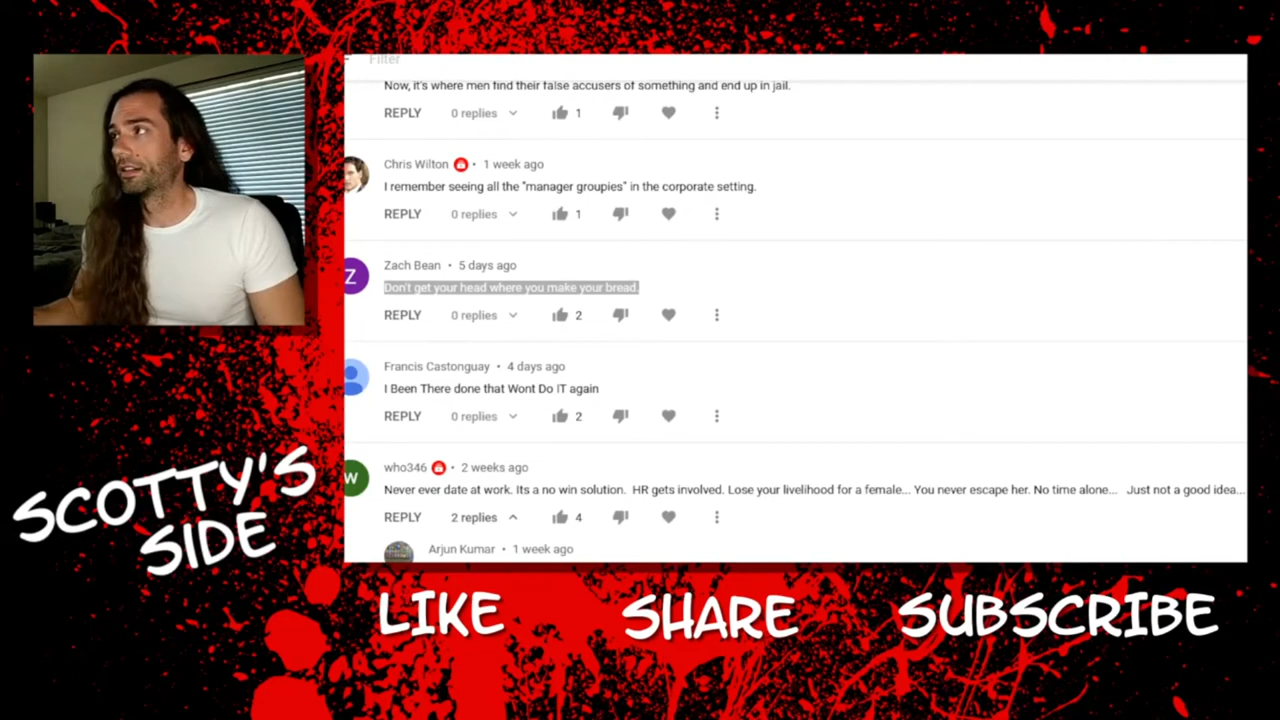 Filter
Now, it's where men find their false accusers of something and end up in jail.
REPLY 0 replies 1
Chris Wilton • 1 week ago
I remember seeing all the "manager groupies" in the corporate setting.
REPLY 0 replies 1
Z
Zach Bean • 5 days ago
Don't get your head where you make your bread.
REPLY 0 replies 2
Francis Castonguay • 4 days ago
I Been There done that Wont Do IT again
REPLY 0 replies 2
W
who346 • 2 weeks ago
Never ever date at work. Its a no win solution. HR gets involved. Lose your livelihood for a female... You never escape her. No time alone... Just not a good idea...
REPLY 2 replies 4
Arjun Kumar • 1 week ago
SCOTTY'S
SIDE
LIKE SHARE SUBSCRIBE